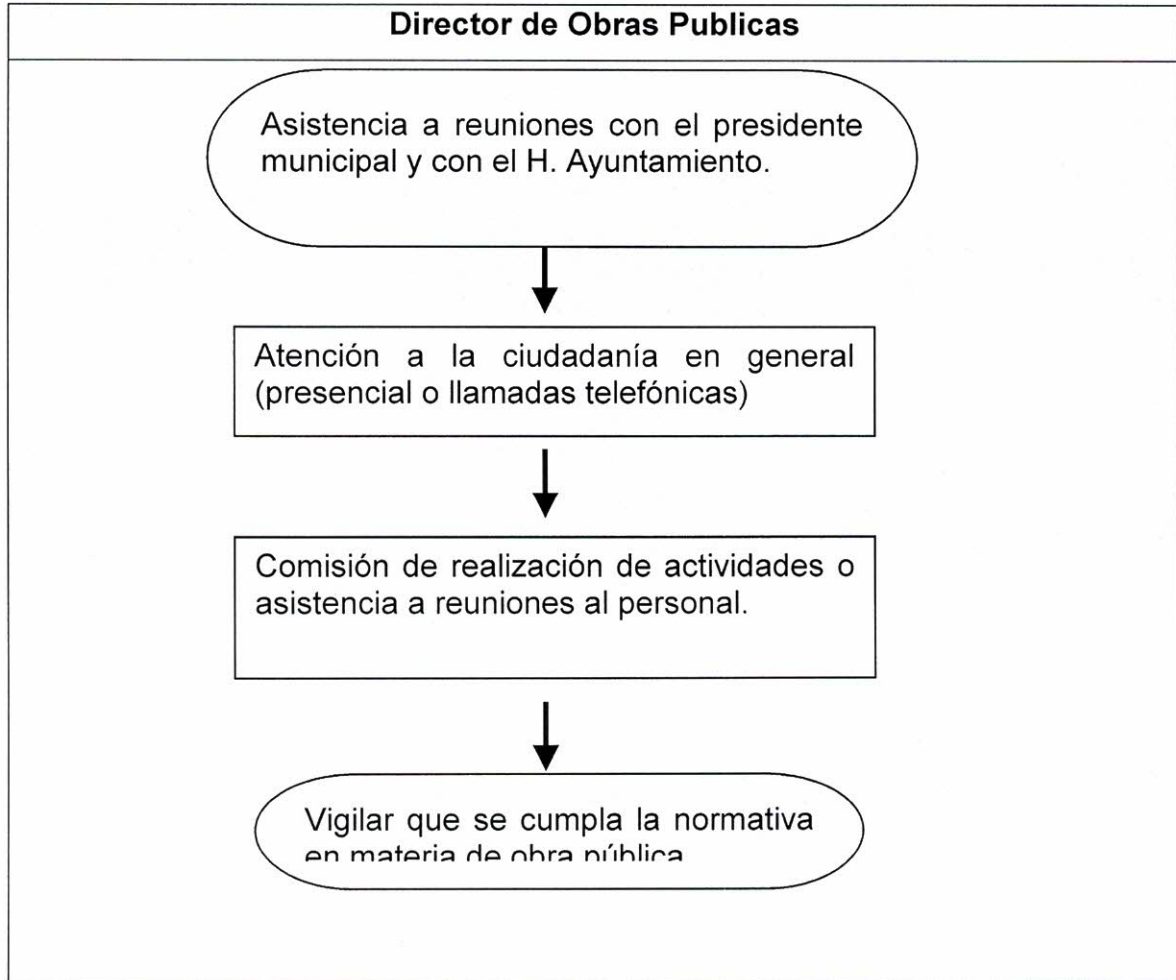 Director de Obras Publicas
Asistencia a reuniones con el presidente
municipal y con el H. Ayuntamiento.
Atención a la ciudadanía en general
(presencial o llamadas telefónicas)
Comisión de realización de actividades o
asistencia a reuniones al personal.
Vigilar que se cumpla la normativa
en materia de obra pública